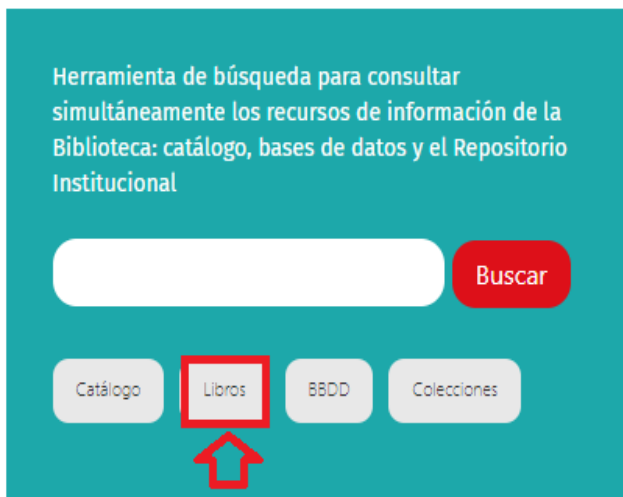 Herramienta de búsqueda para consultar
simultáneamente los recursos de información de la
Biblioteca: catálogo, bases de datos y el Repositorio
Institucional
Buscar
Catálogo Libros BBDD Colecciones